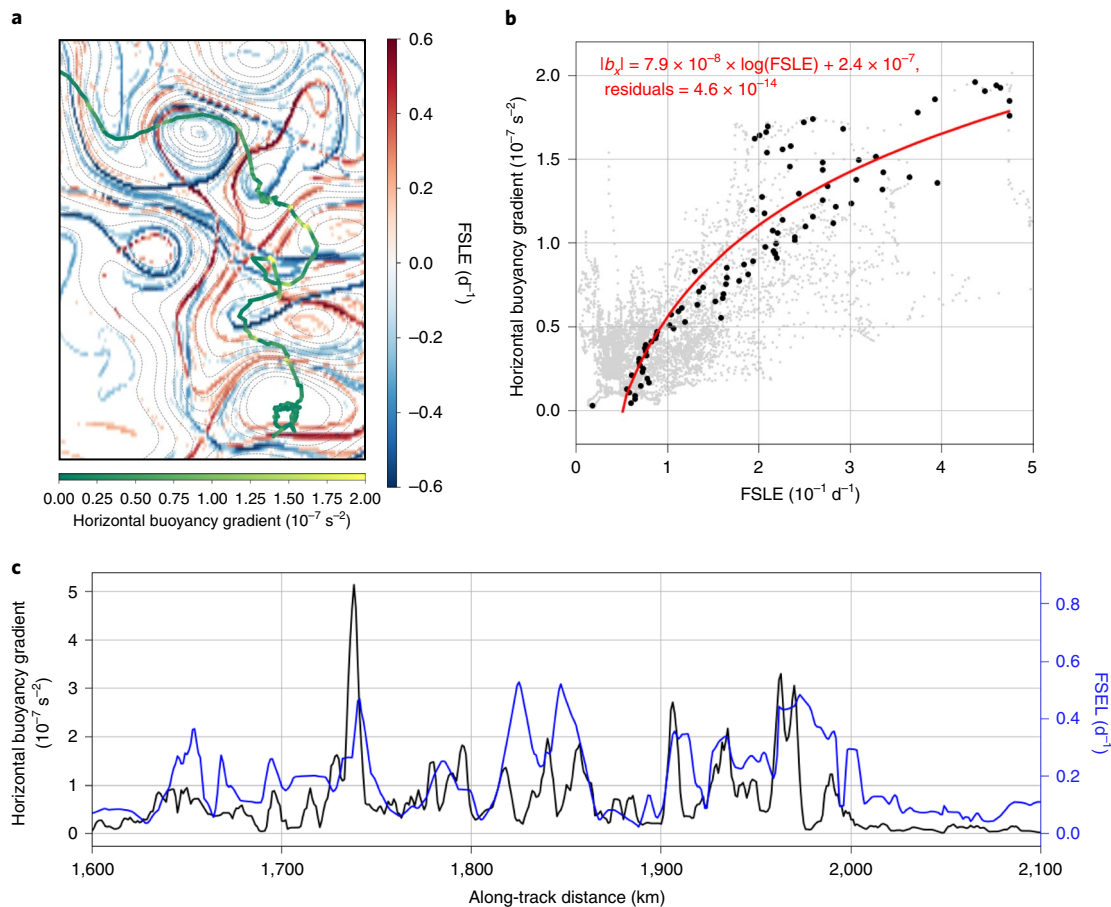 a
0.6
0.4
0.2
0.0
–0.2
–0.4
–0.6
FSLE (d⁻¹)
0.00 0.25 0.50 0.75 1.00 1.25 1.50 1.75 2.00
Horizontal buoyancy gradient (10⁻⁷ s⁻²)
b
|bₓ| = 7.9 × 10⁻⁸ × log(FSLE) + 2.4 × 10⁻⁷,
residuals = 4.6 × 10⁻¹⁴
Horizontal buoyancy gradient (10⁻⁷ s⁻²)
2.0
1.5
1.0
0.5
0.0
0 1 2 3 4 5
FSLE (10⁻¹ d⁻¹)
c
Horizontal buoyancy gradient
(10⁻⁷ s⁻²)
5
4
3
2
1
0
0.8
0.6
0.4
0.2
0.0
FSEL (d⁻¹)
1,600 1,700 1,800 1,900 2,000 2,100
Along-track distance (km)